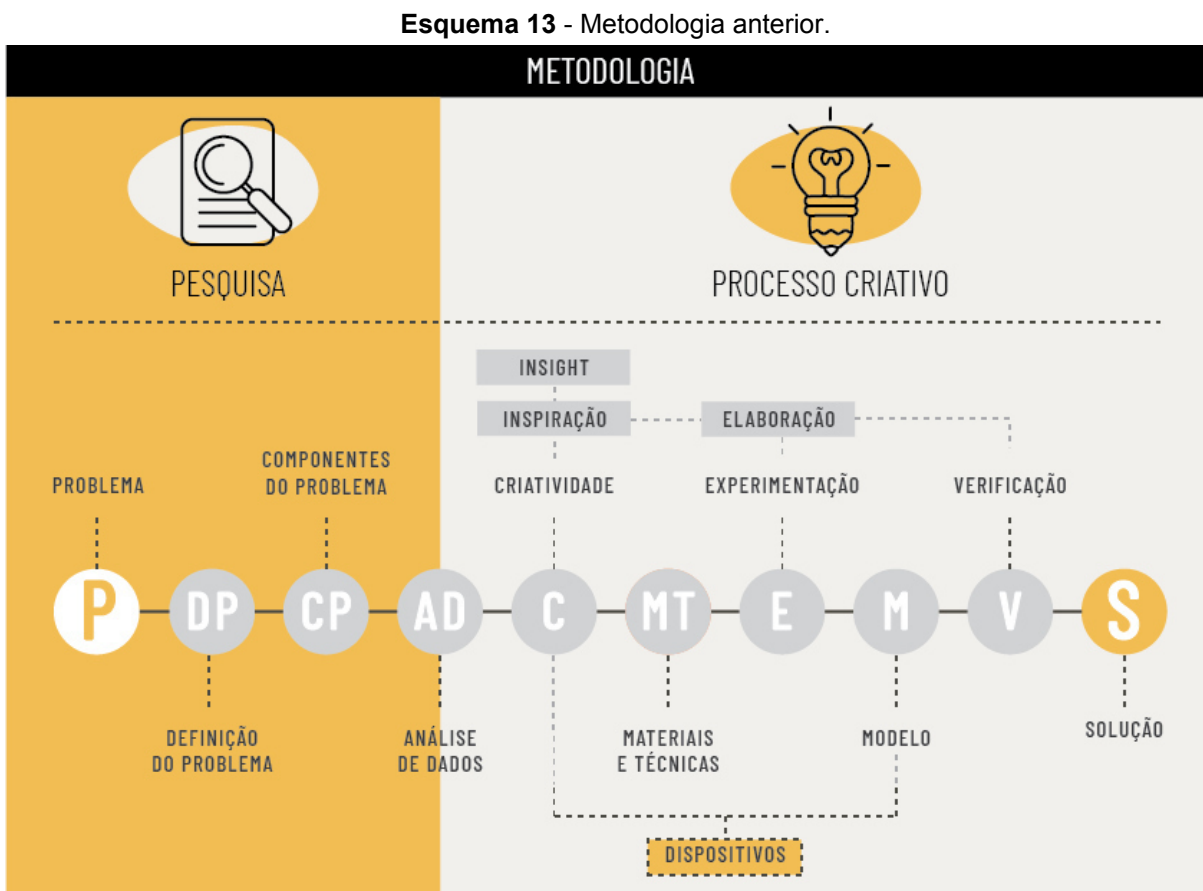 Esquema 13 - Metodologia anterior.
METODOLOGIA
PESQUISA
PROCESSO CRIATIVO
INSIGHT
INSPIRAÇÃO
ELABORAÇÃO
PROBLEMA
COMPONENTES
DO PROBLEMA
CRIATIVIDADE
EXPERIMENTAÇÃO
VERIFICAÇÃO
P
DP
CP
AD
C
MT
E
M
V
S
DEFINIÇÃO
DO PROBLEMA
ANÁLISE
DE DADOS
MATERIAIS
E TÉCNICAS
MODELO
SOLUÇÃO
DISPOSITIVOS